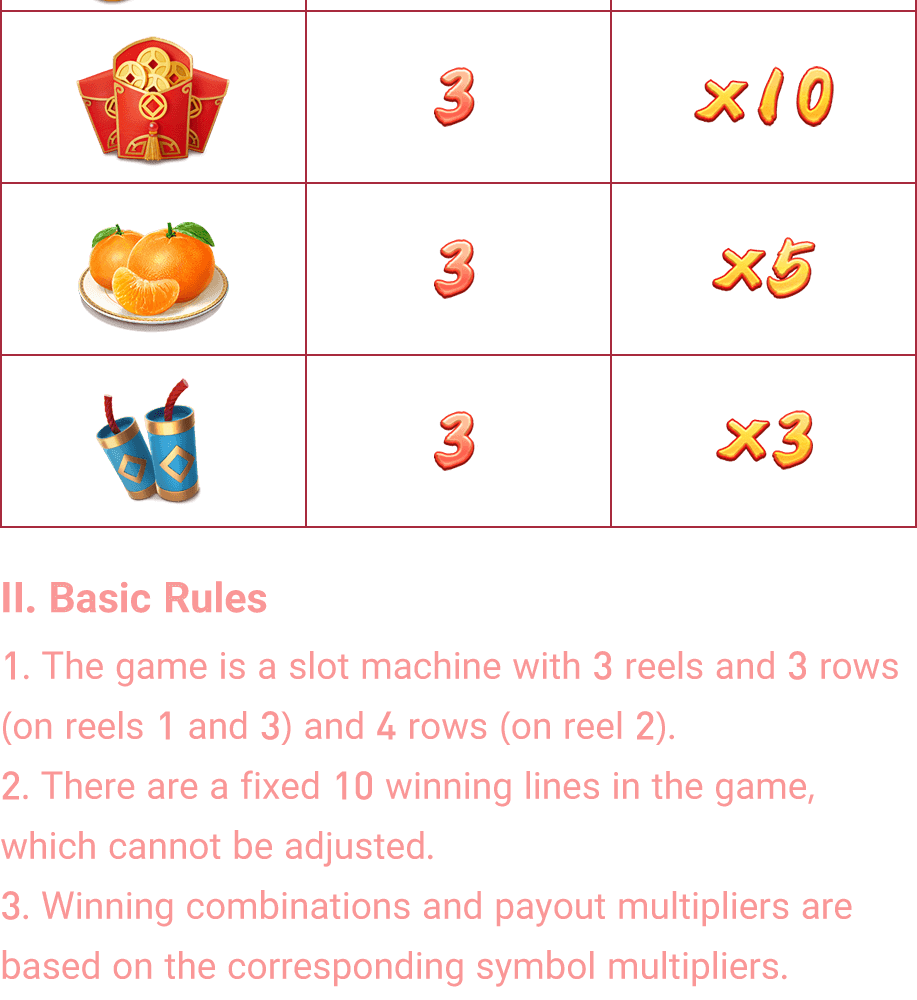 3 x10
3 x5
3 x3
II. Basic Rules
1. The game is a slot machine with 3 reels and 3 rows
(on reels 1 and 3) and 4 rows (on reel 2).
2. There are a fixed 10 winning lines in the game,
which cannot be adjusted.
3. Winning combinations and payout multipliers are
based on the corresponding symbol multipliers.